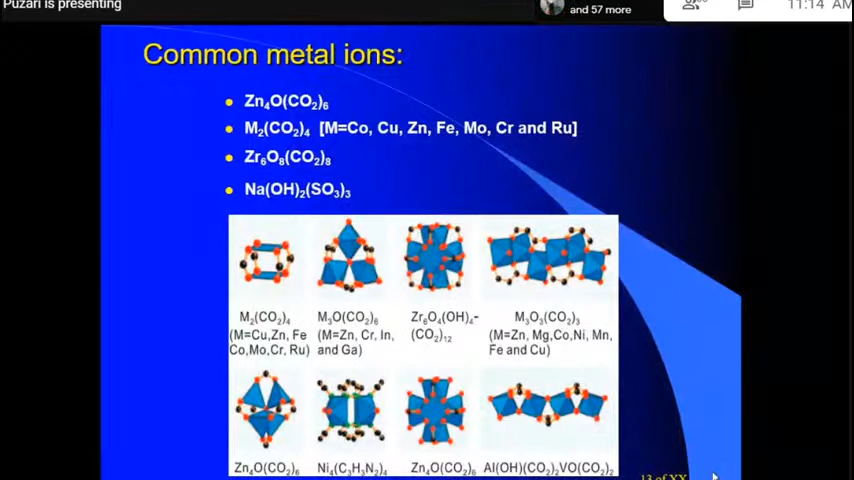 Puzari is presenting
and 57 more
11:14 AM
Common metal ions:
Zn₄O(CO₂)₆
M₂(CO₂)₄ [M=Co, Cu, Zn, Fe, Mo, Cr and Ru]
Zr₆O₈(CO₂)₈
Na(OH)₂(SO₃)₃
M₂(CO₂)₄
(M=Cu,Zn, Fe
Co,Mo,Cr, Ru)
M₃O(CO₂)₆
(M=Zn, Cr, In,
and Ga)
Zr₆O₄(OH)₄-
(CO₂)₁₂
M₃O₃(CO₂)₃
(M=Zn, Mg,Co,Ni, Mn,
Fe and Cu)
Zn₄O(CO₂)₆
Ni₄(C₃H₃N₂)₄
Zn₄O(CO₂)₆
Al(OH)(CO₂)₂VO(CO₂)₂
13 of XX